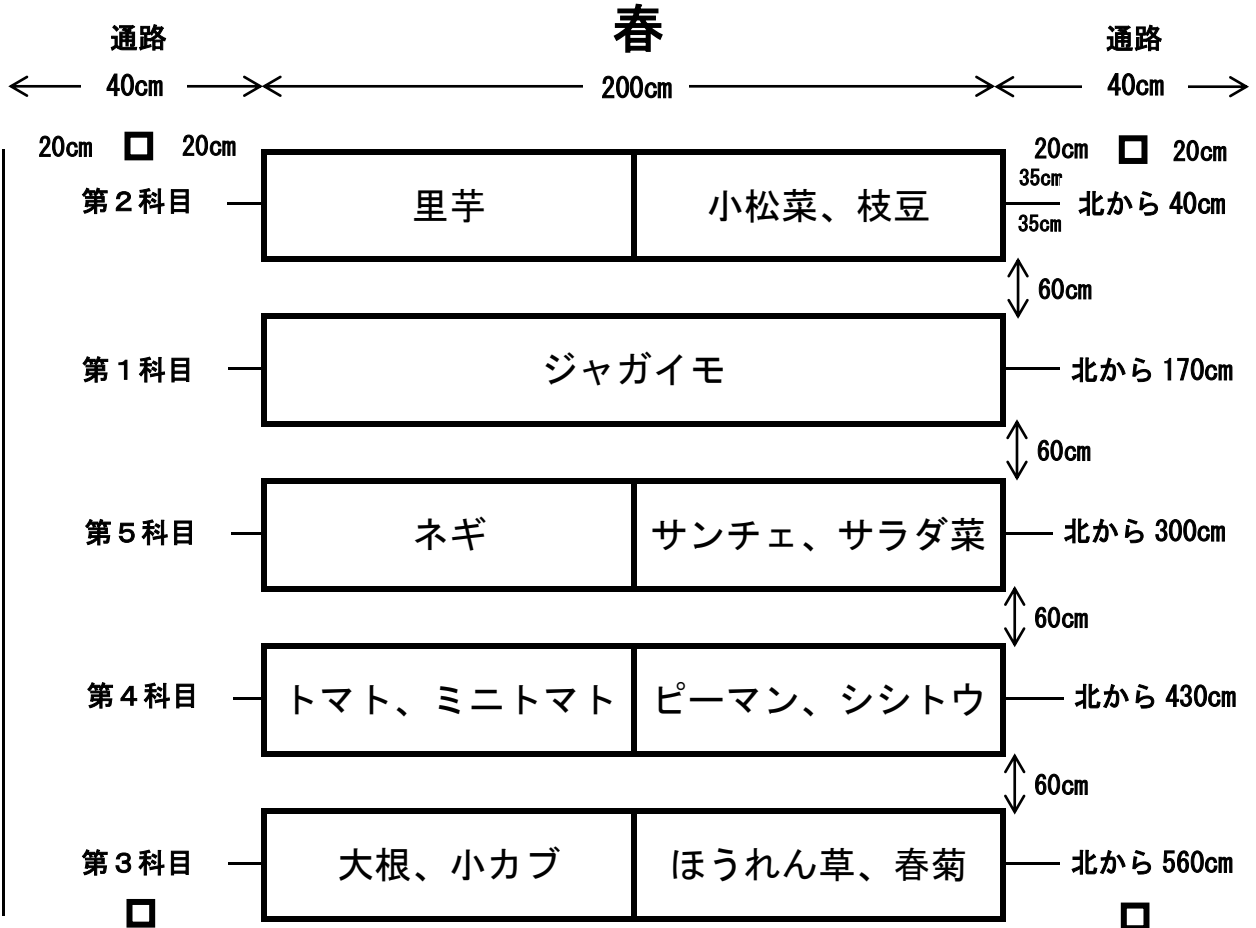 春
通路
通路
40cm
200cm
40cm
20cm
20cm
20cm
20cm
第２科目
里芋
小松菜、枝豆
35cm
35cm
北から 40cm
60cm
第１科目
ジャガイモ
北から 170cm
60cm
第５科目
ネギ
サンチェ、サラダ菜
北から 300cm
60cm
第４科目
トマト、ミニトマト
ピーマン、シシトウ
北から 430cm
60cm
第３科目
大根、小カブ
ほうれん草、春菊
北から 560cm